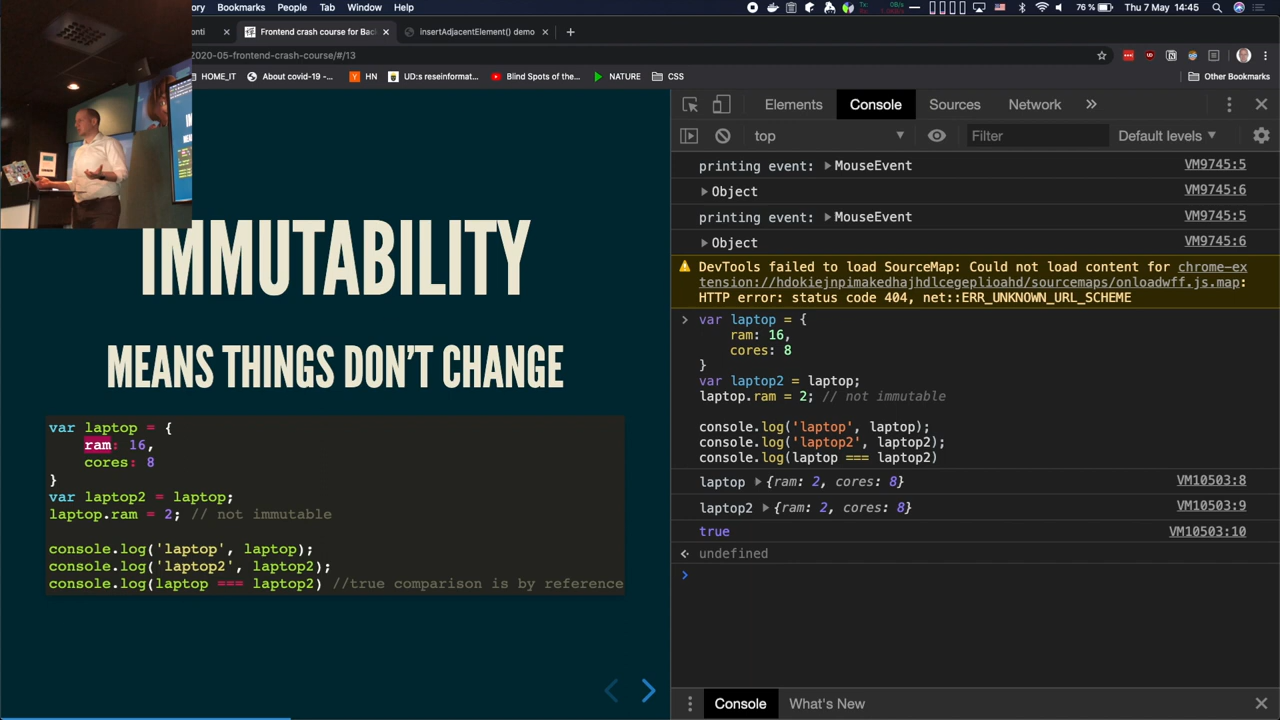 ory Bookmarks People Tab Window Help
Tx: 0B/s 76 % Thu 7 May 14:45
onti × Frontend crash course for Bac × insertAdjacentElement() demo × +
2020-05-frontend-crash-course/#/13
HOME_IT About covid-19 -... HN UD:reseinformat... Blind Spots of the... NATURE CSS Other Bookmarks
IMMUTABILITY
MEANS THINGS DON’T CHANGE
var laptop = {
ram: 16,
cores: 8
}
var laptop2 = laptop;
laptop.ram = 2; // not immutable
console.log('laptop', laptop);
console.log('laptop2', laptop2);
console.log(laptop === laptop2) //true comparison is by reference
Elements Console Sources Network »
top Filter Default levels
printing event: MouseEvent VM9745:5
Object VM9745:6
printing event: MouseEvent VM9745:5
Object VM9745:6
DevTools failed to load SourceMap: Could not load content for chrome-ex
tension://hdokiejnpimakedhajhdlcegeplioahd/sourcemaps/onloadwff.js.map:
HTTP error: status code 404, net::ERR_UNKNOWN_URL_SCHEME
var laptop = {
ram: 16,
cores: 8
}
var laptop2 = laptop;
laptop.ram = 2; // not immutable
console.log('laptop', laptop);
console.log('laptop2', laptop2);
console.log(laptop === laptop2)
laptop {ram: 2, cores: 8} VM10503:8
laptop2 {ram: 2, cores: 8} VM10503:9
true VM10503:10
undefined
Console What's New